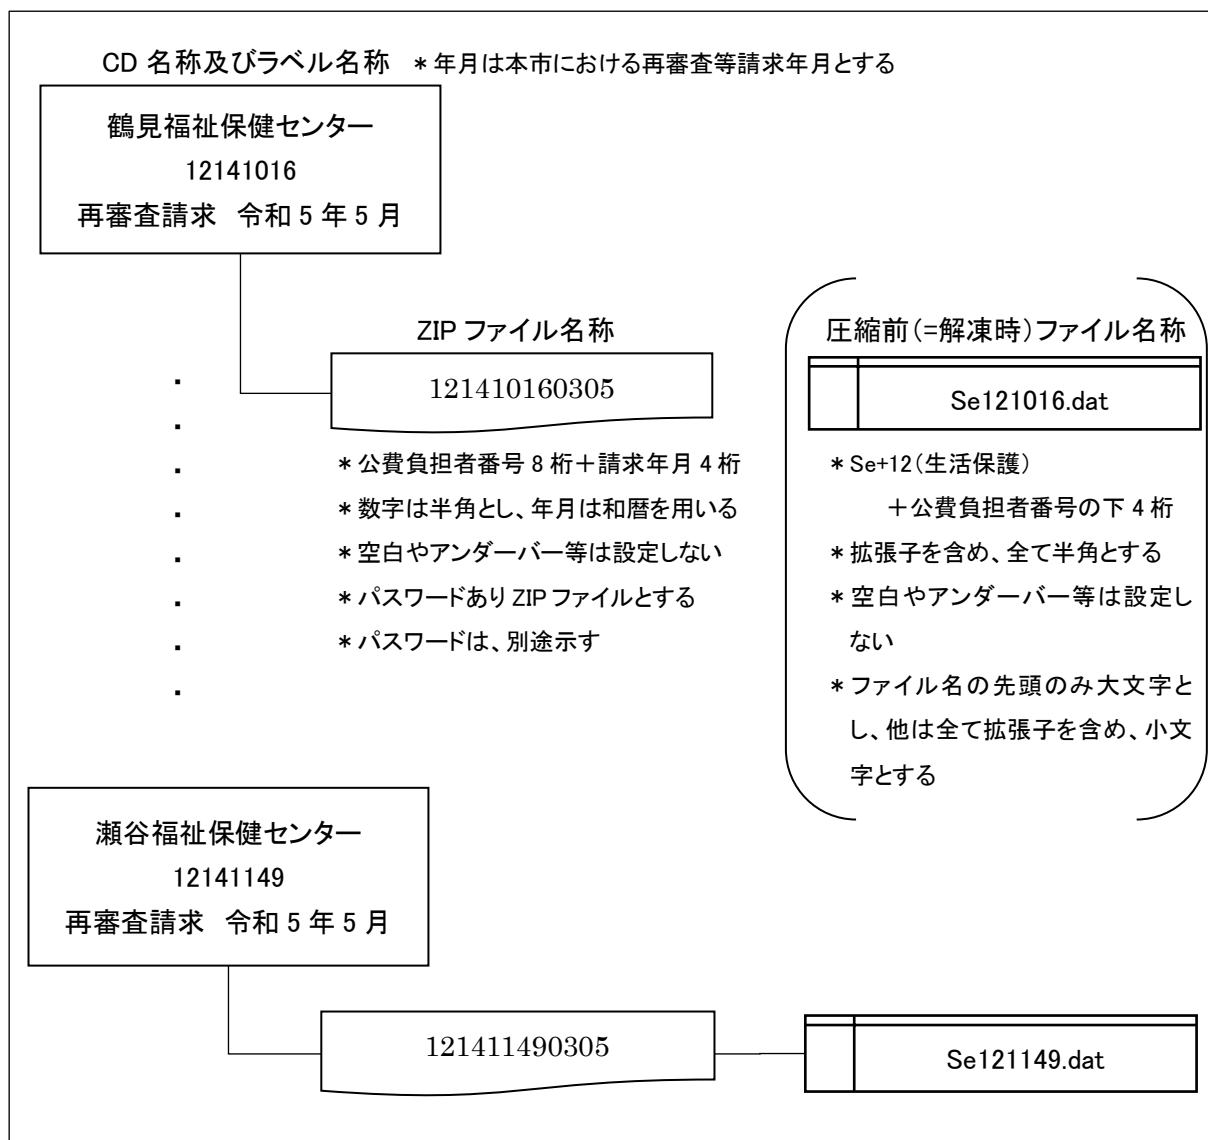 CD 名称及びラベル名称 ＊年月は本市における再審査等請求年月とする
鶴見福祉保健センター
12141016
再審査請求 令和 5 年 5 月
ZIP ファイル名称
121410160305
＊公費負担者番号 8 桁＋請求年月 4 桁
＊数字は半角とし、年月は和暦を用いる
＊空白やアンダーバー等は設定しない
＊パスワードあり ZIP ファイルとする
＊パスワードは、別途示す
圧縮前（=解凍時）ファイル名称
Se121016.dat
＊Se+12（生活保護）
＋公費負担者番号の下 4 桁
＊拡張子を含め、全て半角とする
＊空白やアンダーバー等は設定し
ない
＊ファイル名の先頭のみ大文字と
し、他は全て拡張子を含め、小文
字とする
・
・
・
・
・
・
・
・
瀬谷福祉保健センター
12141149
再審査請求 令和 5 年 5 月
121411490305
Se121149.dat